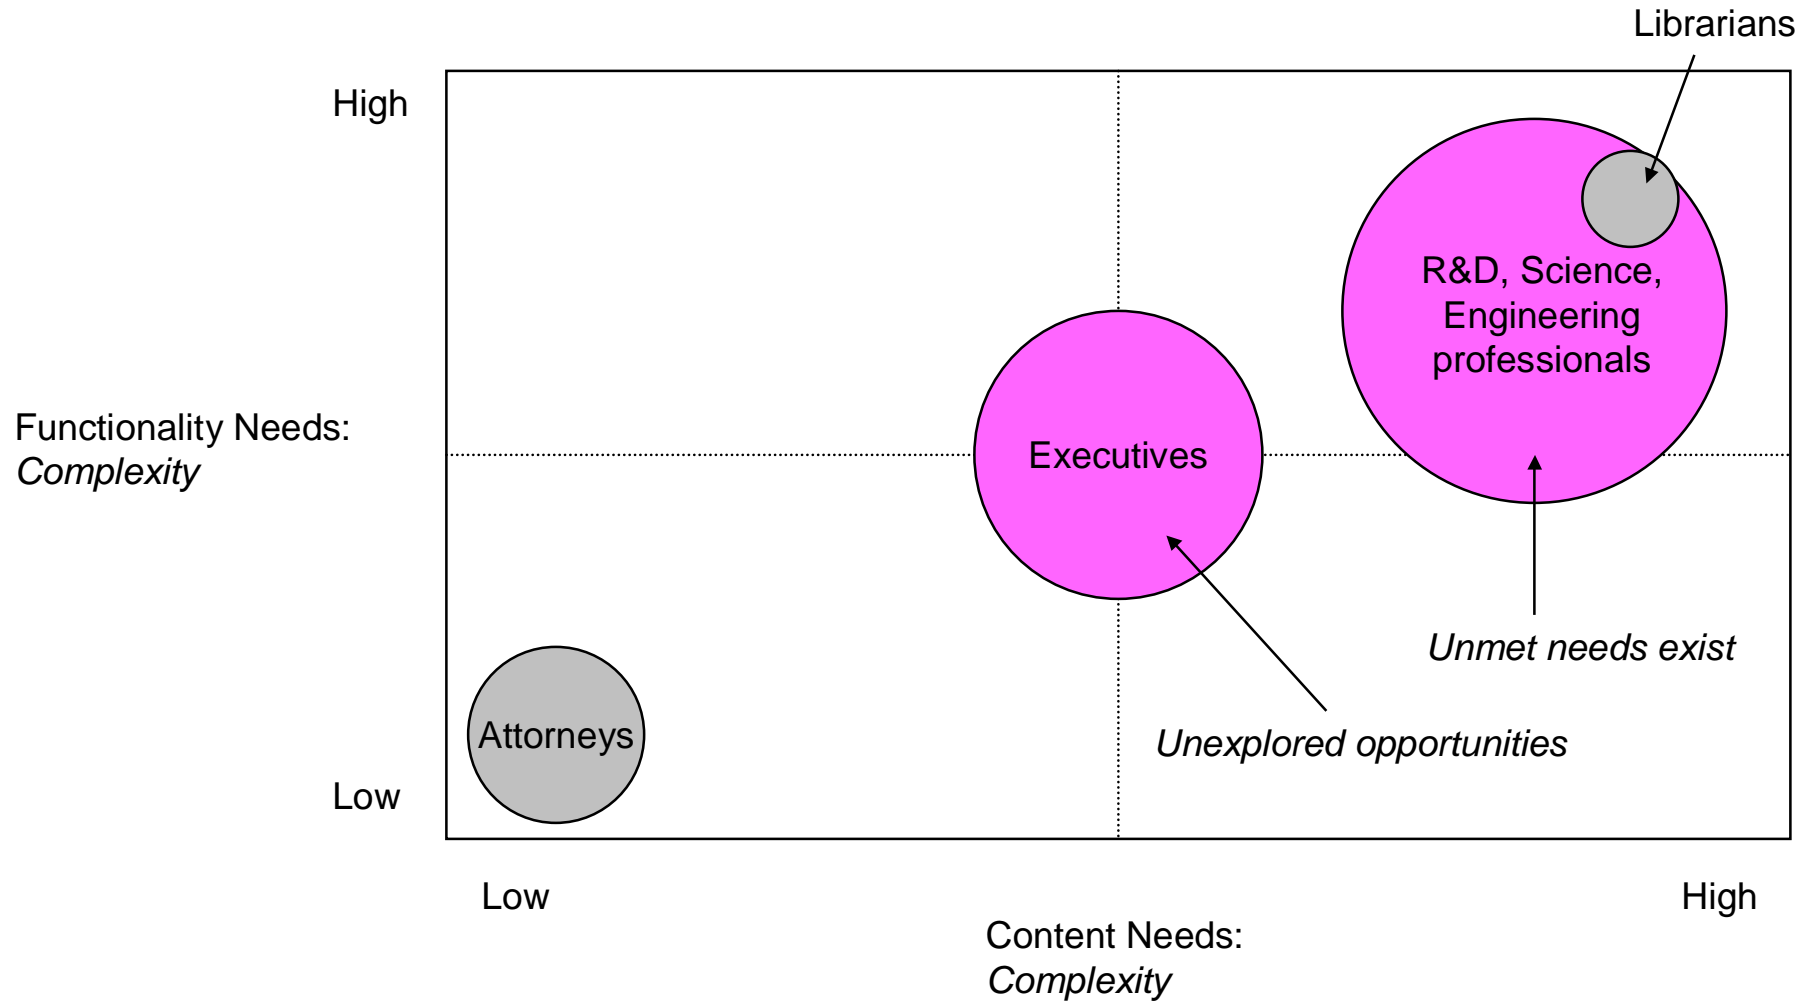 Librarians
High
R&D, Science,
Engineering
professionals
Functionality Needs:
Complexity
Executives
Unmet needs exist
Attorneys
Unexplored opportunities
Low
Low
High
Content Needs:
Complexity